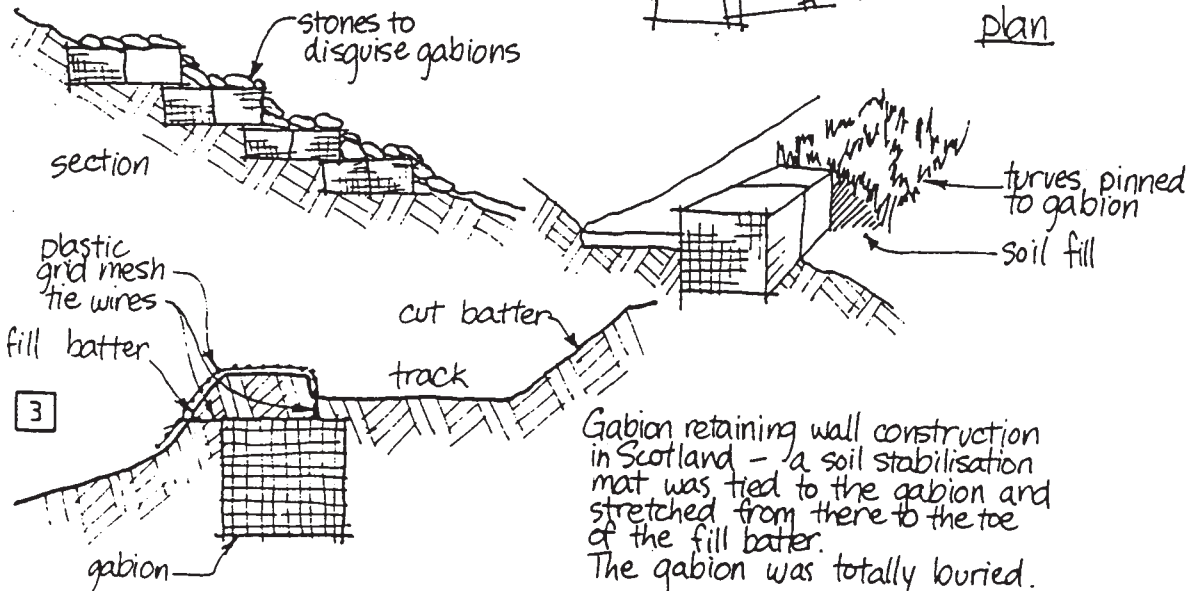 stones to
disguise gabions
plan
section
turves pinned
to gabion
soil fill
plastic
grid mesh
tie wires
fill batter
cut batter
track
3
gabion
Gabion retaining wall construction
in Scotland – a soil stabilisation
mat was tied to the gabion and
stretched from there to the toe
of the fill batter.
The gabion was totally buried.